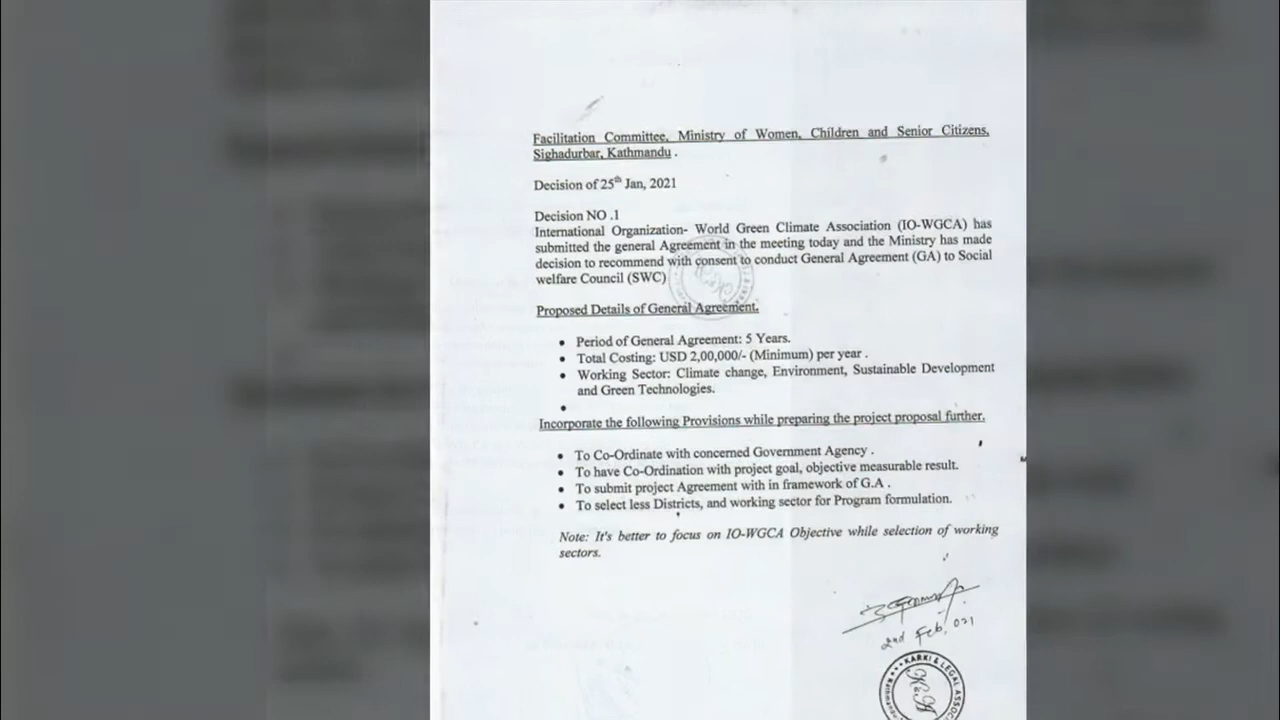 Facilitation Committee, Ministry of Women, Children and Senior Citizens,
Sighadurbar, Kathmandu .
Decision of 25th Jan, 2021
Decision NO .1
International Organization- World Green Climate Association (IO-WGCA) has
submitted the general Agreement in the meeting today and the Ministry has made
decision to recommend with consent to conduct General Agreement (GA) to Social
welfare Council (SWC)
Proposed Details of General Agreement.
• Period of General Agreement: 5 Years.
• Total Costing: USD 2,00,000/- (Minimum) per year .
• Working Sector: Climate change, Environment, Sustainable Development
and Green Technologies.
•
Incorporate the following Provisions while preparing the project proposal further.
• To Co-Ordinate with concerned Government Agency .
• To have Co-Ordination with project goal, objective measurable result.
• To submit project Agreement with in framework of G.A .
• To select less Districts, and working sector for Program formulation.
Note: It's better to focus on IO-WGCA Objective while selection of working
sectors.
2nd Feb, 021
KARKI & LEGAL ASSOC
K&A